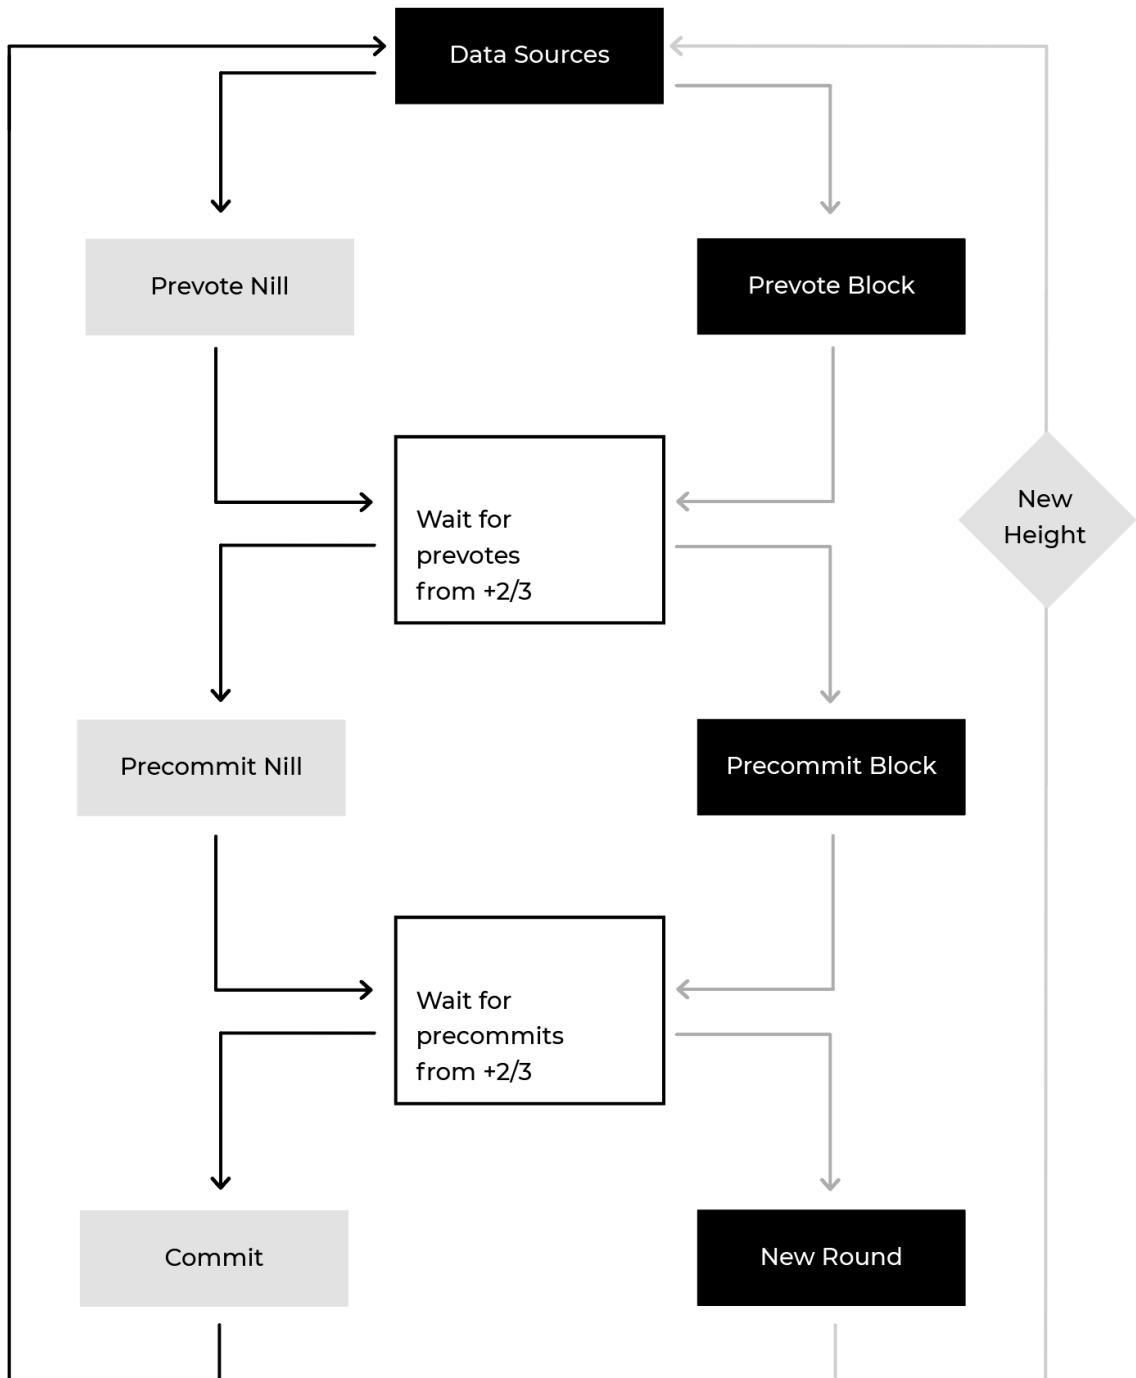 Data Sources
Prevote Nill
Prevote Block
Wait for
prevotes
from +2/3
New
Height
Precommit Nill
Precommit Block
Wait for
precommits
from +2/3
Commit
New Round